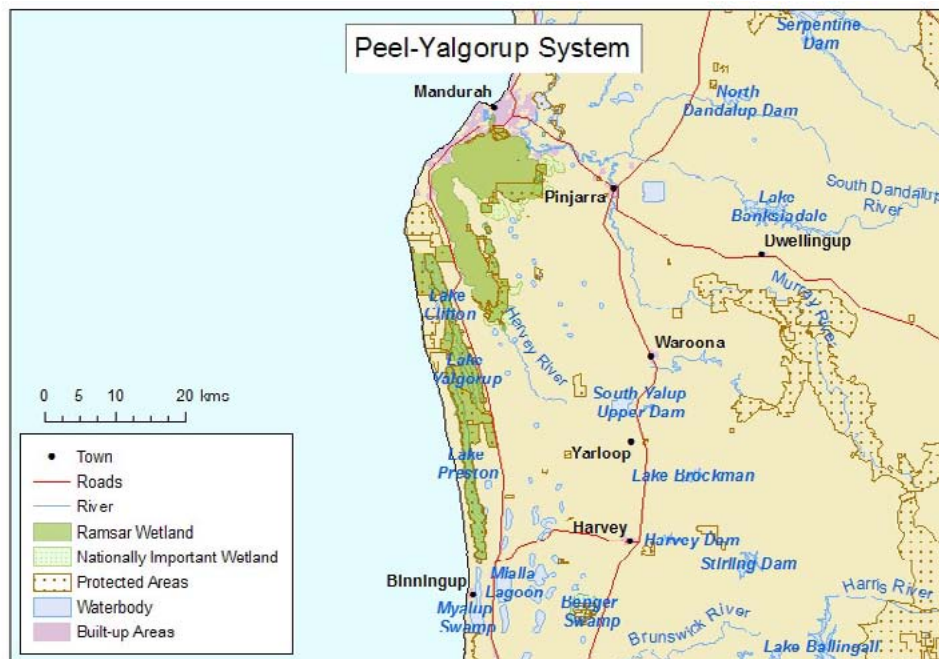 Peel-Yalgorup System
Serpentine
Dam
Mandurah
North
Dandalup Dam
Pinjarra
Lake
Banksiadale
South Dandalup
River
Dwellingup
Murray River
Lake
Clifton
Harvey River
Waroona
Lake
Yalgorup
South Yalup
Upper Dam
Yarloop
Lake
Preston
Lake Brockman
Harvey
Harvey Dam
Stirling Dam
Binningup
Mialla
Lagoon
Myalup
Swamp
Benger
Swamp
Harris River
Brunswick River
Lake Ballingall
0 5 10 20 kms
Town
Roads
River
Ramsar Wetland
Nationally Important Wetland
Protected Areas
Waterbody
Built-up Areas